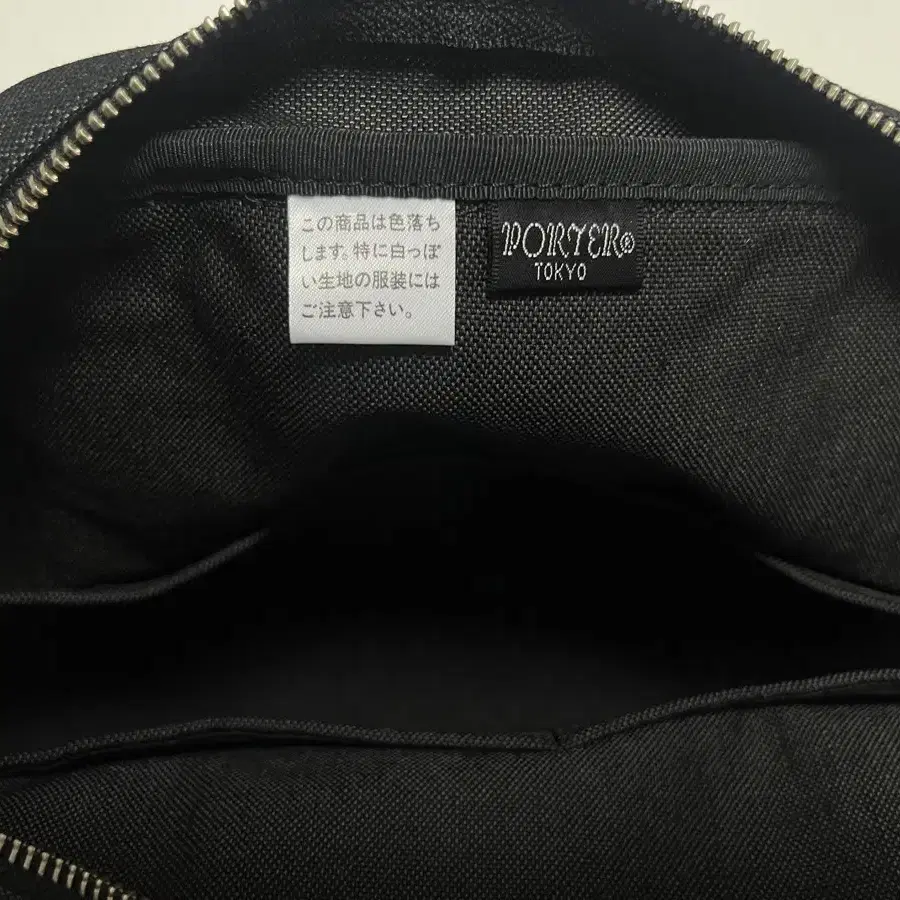 この商品は色落ち
します。特に白っぽ
い生地の服装には
ご注意下さい。
PORTER®
TOKYO